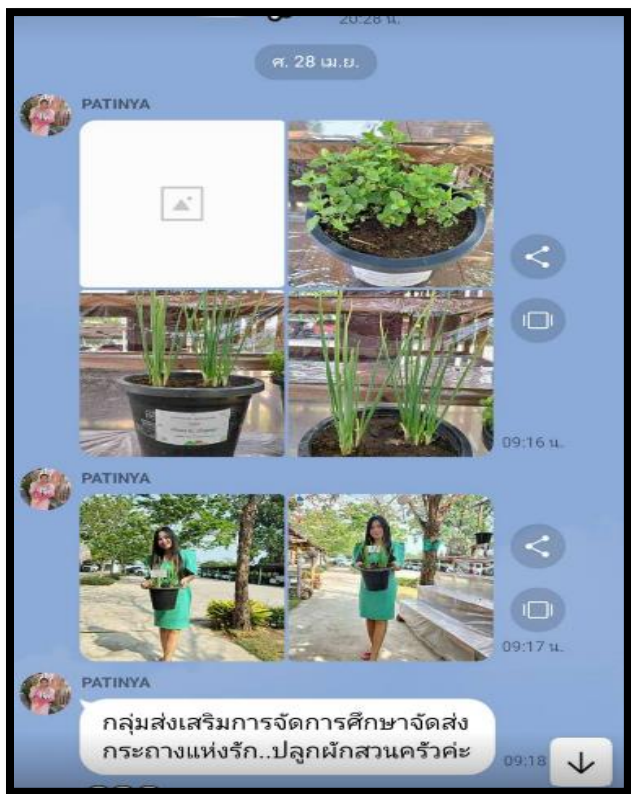 20:28 น.
ศ. 28 เม.ย.
PATINYA
09:16 น.
PATINYA
09:17 น.
PATINYA
กลุ่มส่งเสริมการจัดการศึกษาจัดส่ง
กระถางแห่งรัก..ปลูกผักสวนครัวค่ะ
09:18